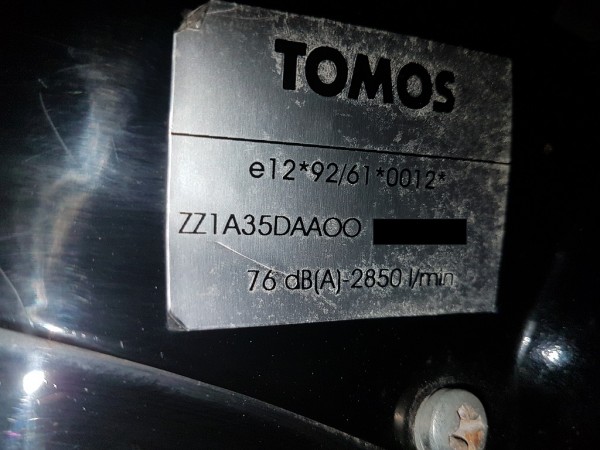 TOMOS
e12*92/61*0012*
ZZ1A35DAAOO
76 dB(A)-2850 l/min